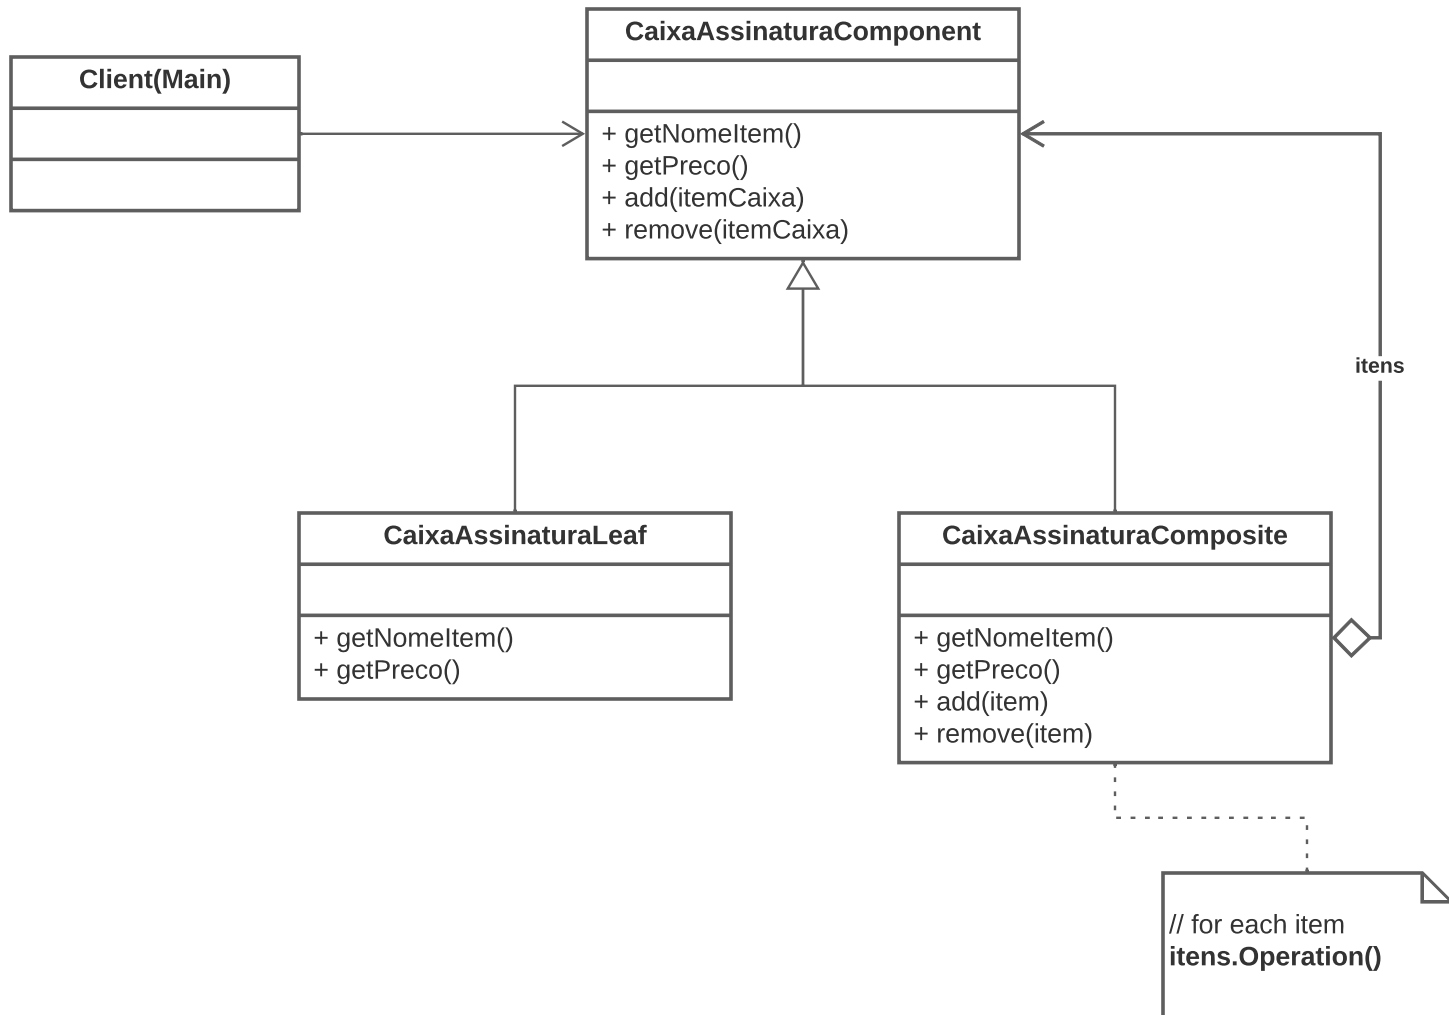 CaixaAssinaturaComponent
Client(Main)
+ getNomeItem()
+ getPreco()
+ add(itemCaixa)
+ remove(itemCaixa)
itens
CaixaAssinaturaLeaf
+ getNomeItem()
+ getPreco()
CaixaAssinaturaComposite
+ getNomeItem()
+ getPreco()
+ add(item)
+ remove(item)
// for each item
itens.Operation()